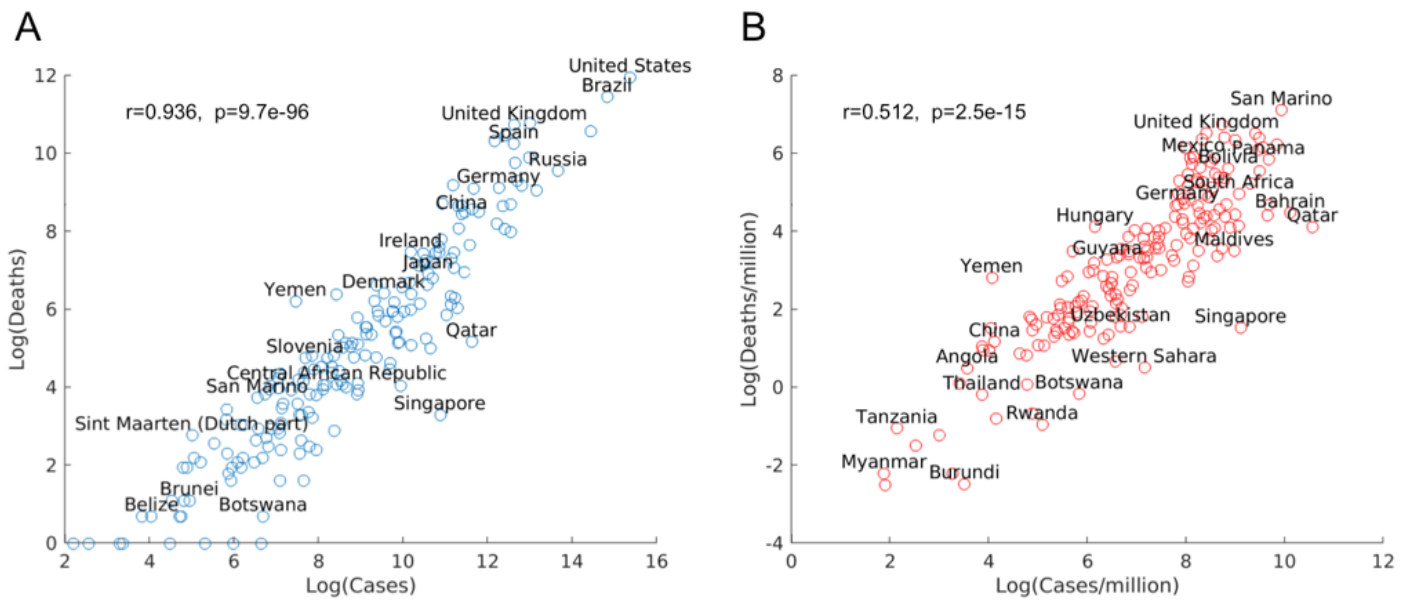 A
12
10
8
6
4
2
0
2
4
6
8
10
12
14
16
Log(Deaths)
Log(Cases)
r=0.936, p=9.7e-96
United States
Brazil
United Kingdom
Spain
Russia
Germany
China
Ireland
Japan
Denmark
Yemen
Qatar
Slovenia
Central African Republic
San Marino
Singapore
Sint Maarten (Dutch part)
Brunei
Belize
Botswana
B
8
6
4
2
0
-2
-4
0
2
4
6
8
10
12
Log(Deaths/million)
Log(Cases/million)
r=0.512, p=2.5e-15
San Marino
United Kingdom
Mexico
Panama
Bolivia
South Africa
Germany
Bahrain
Hungary
Qatar
Maldives
Guyana
Yemen
Uzbekistan
Singapore
China
Angola
Western Sahara
Thailand
Botswana
Rwanda
Tanzania
Myanmar
Burundi